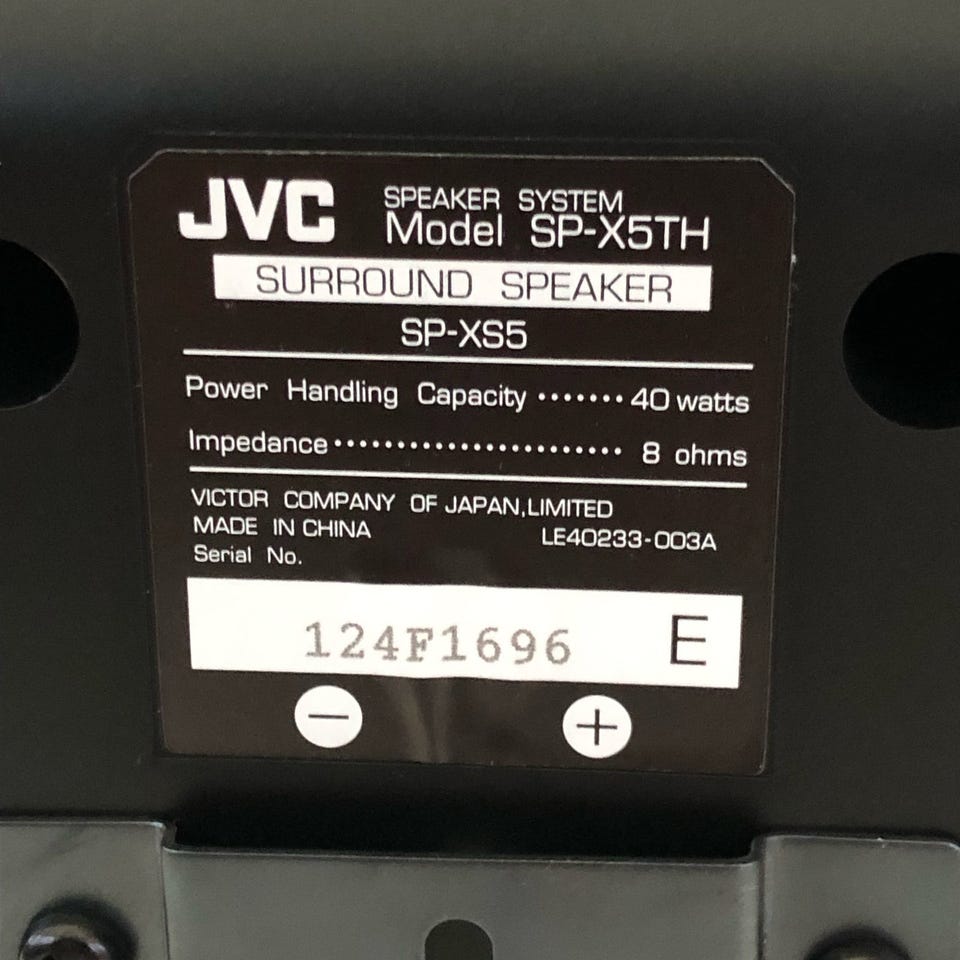 JVC SPEAKER SYSTEM
Model SP-X5TH
SURROUND SPEAKER
SP-XS5
Power Handling Capacity ······· 40 watts
Impedance ······················· 8 ohms
VICTOR COMPANY OF JAPAN,LIMITED
MADE IN CHINA LE40233-003A
Serial No.
124F1696 E
− +